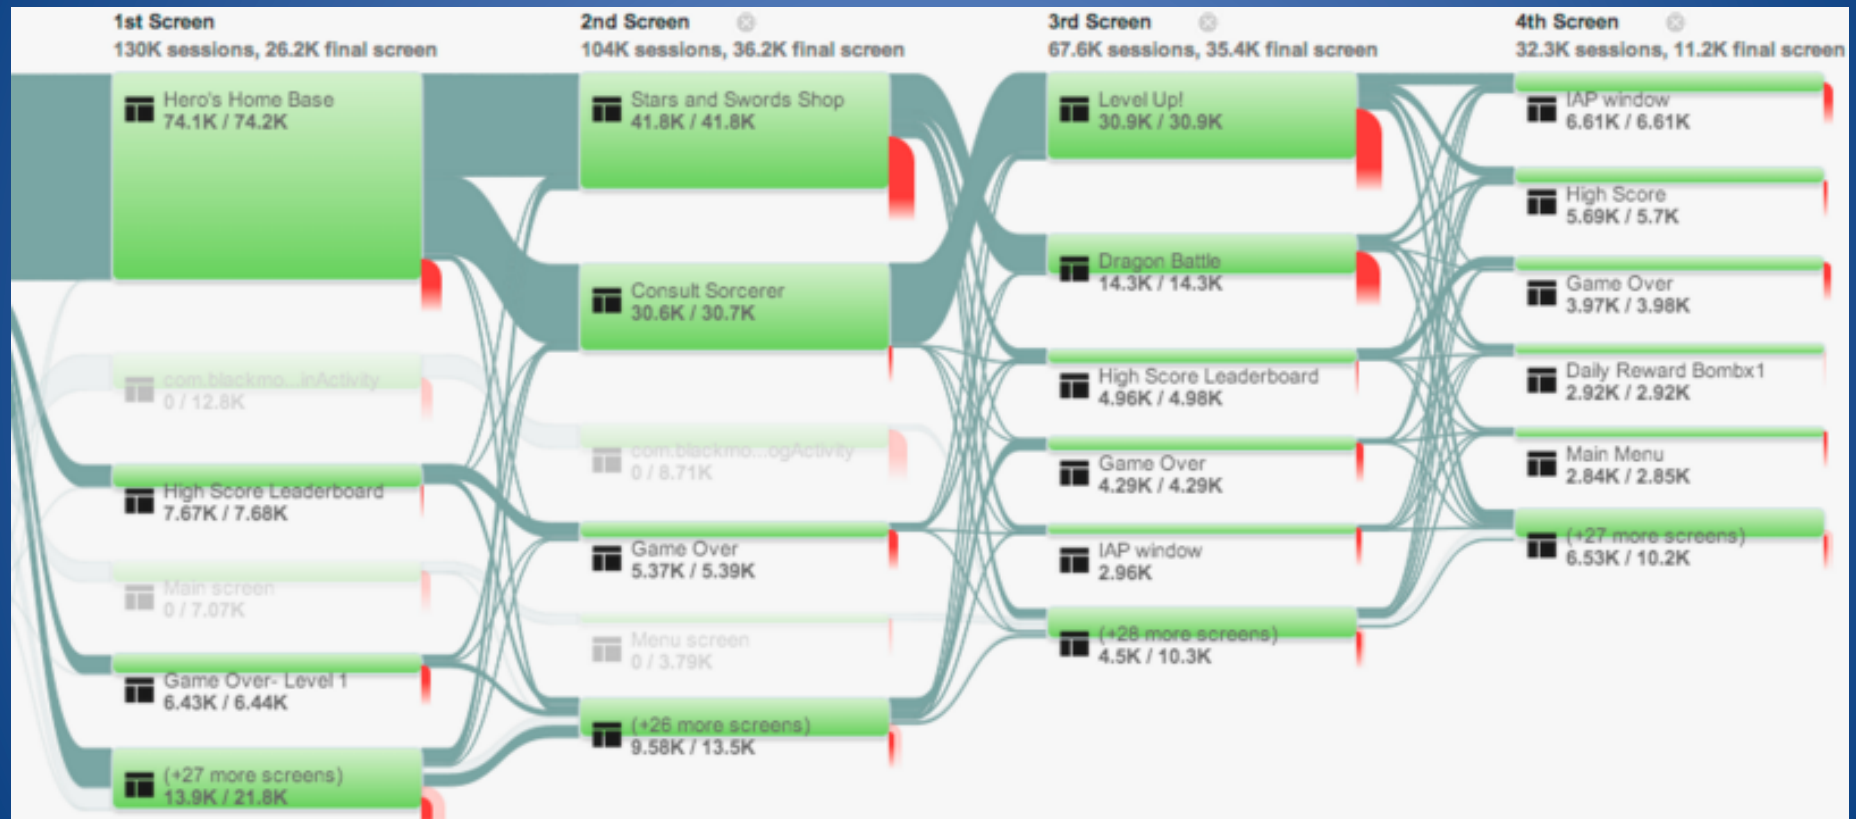 1st Screen
130K sessions, 26.2K final screen
Hero's Home Base
74.1K / 74.2K
com.blackmo...inActivity
0 / 12.8K
High Score Leaderboard
7.67K / 7.68K
Main screen
0 / 7.07K
Game Over- Level 1
6.43K / 6.44K
(+27 more screens)
13.9K / 21.8K
2nd Screen
104K sessions, 36.2K final screen
Stars and Swords Shop
41.8K / 41.8K
Consult Sorcerer
30.6K / 30.7K
com.blackmo...ogActivity
0 / 8.71K
Game Over
5.37K / 5.39K
Menu screen
0 / 3.79K
(+26 more screens)
9.58K / 13.5K
3rd Screen
67.6K sessions, 35.4K final screen
Level Up!
30.9K / 30.9K
Dragon Battle
14.3K / 14.3K
High Score Leaderboard
4.96K / 4.98K
Game Over
4.29K / 4.29K
IAP window
2.96K
(+28 more screens)
4.5K / 10.3K
4th Screen
32.3K sessions, 11.2K final screen
IAP window
6.61K / 6.61K
High Score
5.69K / 5.7K
Game Over
3.97K / 3.98K
Daily Reward Bombx1
2.92K / 2.92K
Main Menu
2.84K / 2.85K
(+27 more screens)
6.53K / 10.2K